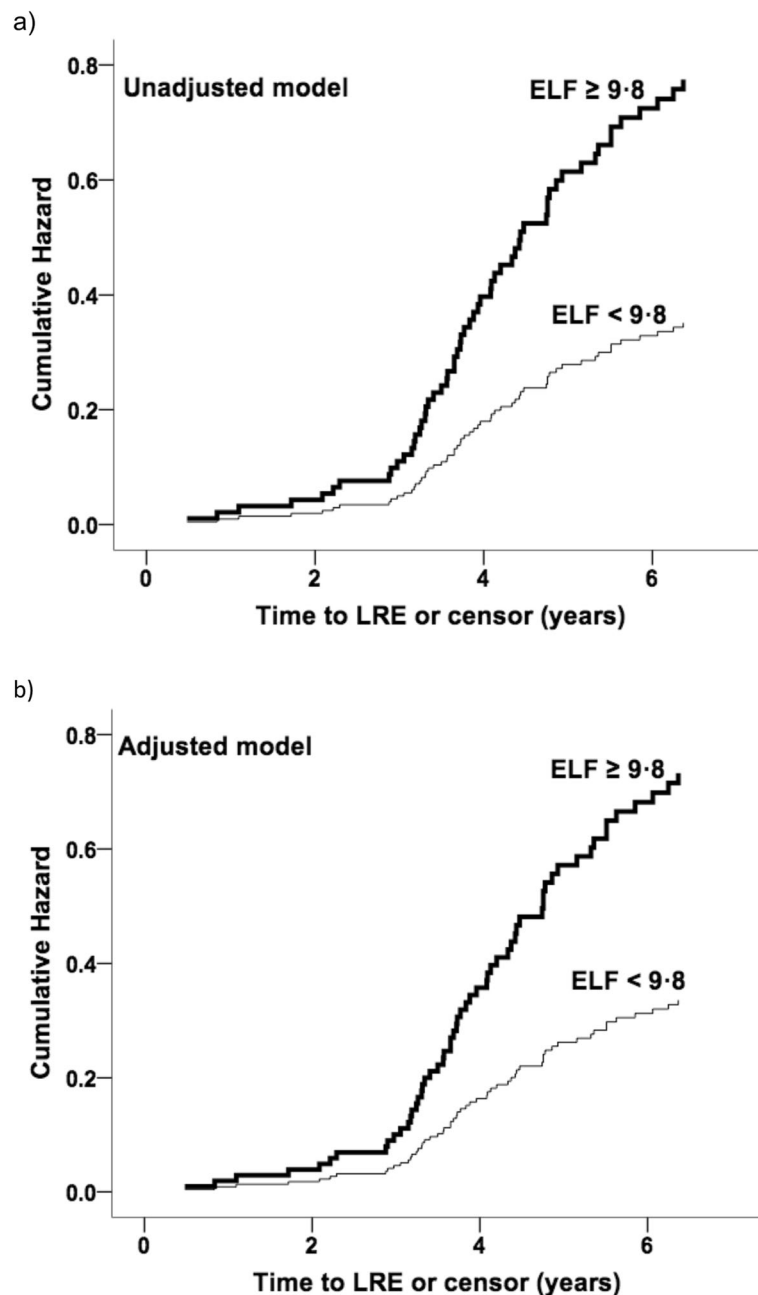 a)
Unadjusted model
ELF ≥ 9·8
ELF < 9·8
Cumulative Hazard
0.8
0.6
0.4
0.2
0.0
0 2 4 6
Time to LRE or censor (years)
b)
Adjusted model
ELF ≥ 9·8
ELF < 9·8
Cumulative Hazard
0.8
0.6
0.4
0.2
0.0
0 2 4 6
Time to LRE or censor (years)